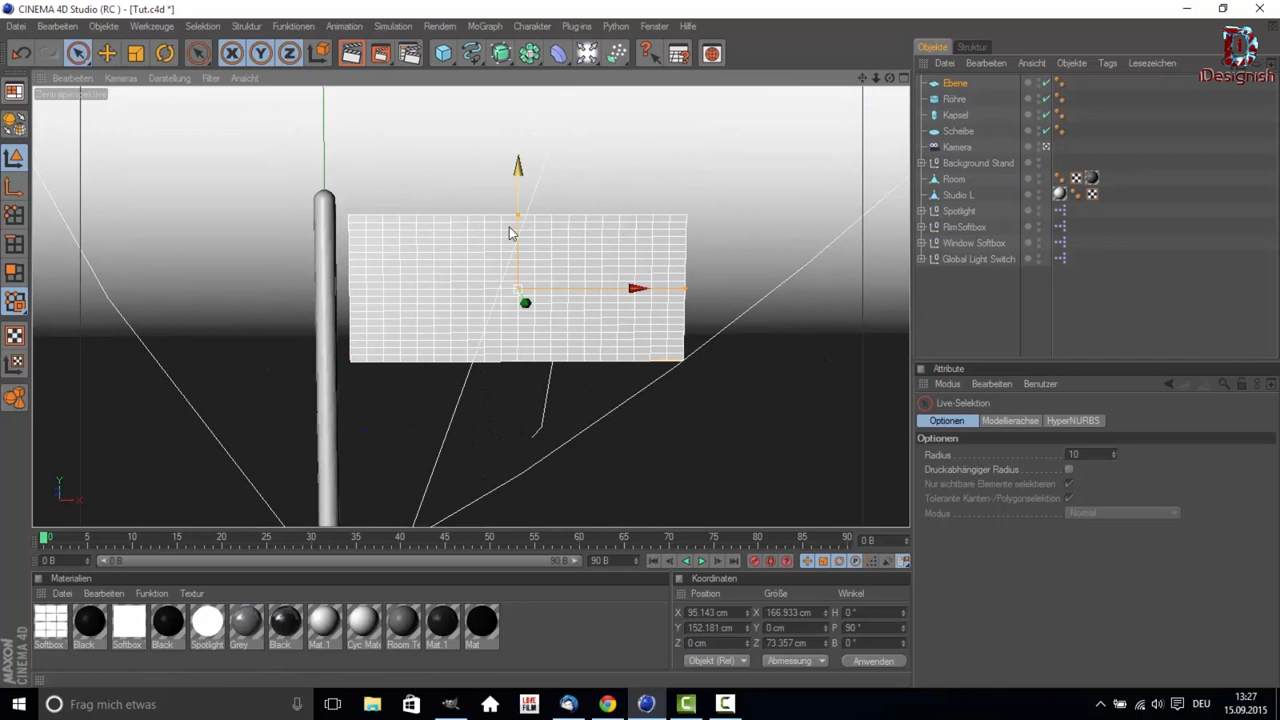 CINEMA 4D Studio (RC ) - [Tut.c4d *]
Datei Bearbeiten Objekte Werkzeuge Selektion Struktur Funktionen Animation Simulation Rendern MoGraph Charakter Plug-ins Python Fenster Hilfe
iDesignish
Objekte Struktur
Bearbeiten Kameras Darstellung Filter Ansicht
Datei Bearbeiten Ansicht Objekte Tags Lesezeichen
Zentralperspektive
Ebene
Röhre
Kapsel
Scheibe
Kamera
Background Stand
Room
Studio L
Spotlight
RimSoftbox
Window Softbox
Global Light Switch
Attribute
Modus Bearbeiten Benutzer
Live-Selektion
Optionen Modellierachse HyperNURBS
Optionen
Radius 10
Druckabhängiger Radius
Nur sichtbare Elemente selektieren
Tolerante Kanten-/Polygonselektion
Modus Normal
Y
X
0 5 10 15 20 25 30 35 40 45 50 55 60 65 70 75 80 85 90 0 B
0 B 0 B 90 B 90 B
Materialien
Datei Bearbeiten Funktion Textur
Softbox Black Softbox Black Spotlight Grey Black Mat.1 Cyc Mate Room Te Mat.1 Mat
Koordinaten
Position Größe Winkel
X 95.143 cm X 166.933 cm H 0 °
Y 152.181 cm Y 0 cm P 90 °
Z 0 cm Z 73.357 cm B 0 °
Objekt (Rel) Abmessung Anwenden
MAXON
CINEMA 4D
Frag mich etwas
LOVE
FILM
DEU
13:27
15.09.2015